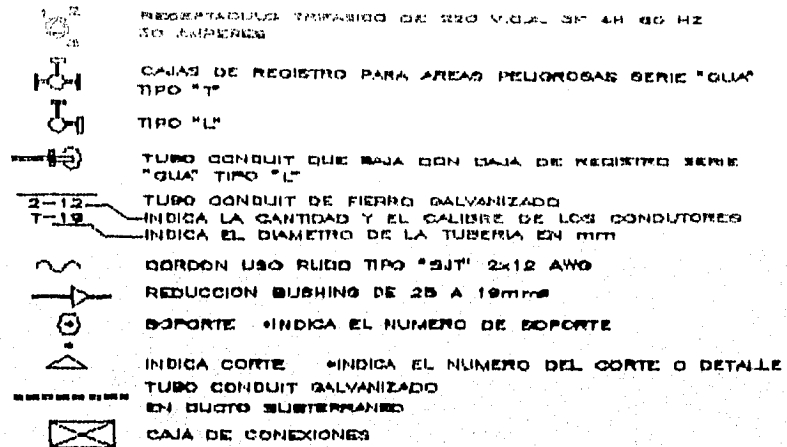 RECEPTACULO TRIFASICO DE 220 V.C.A. 3F 4H 60 HZ
30 AMPERES
CAJAS DE REGISTRO PARA AREAS PELIGROSAS SERIE "GUA"
TIPO "T"
TIPO "L"
TUBO CONDUIT QUE BAJA CON CAJA DE REGISTRO SERIE
"GUA" TIPO "L"
2-12 TUBO CONDUIT DE FIERRO GALVANIZADO
T-19 INDICA LA CANTIDAD Y EL CALIBRE DE LOS CONDUTORES
INDICA EL DIAMETRO DE LA TUBERIA EN mm
CORDON USO RUDO TIPO "SJT" 2x12 AWG
REDUCCION BUSHING DE 25 A 19mmø
SOPORTE *INDICA EL NUMERO DE SOPORTE
INDICA CORTE *INDICA EL NUMERO DEL CORTE O DETALLE
TUBO CONDUIT GALVANIZADO
EN DUCTO SUBTERRANEO
CAJA DE CONEXIONES